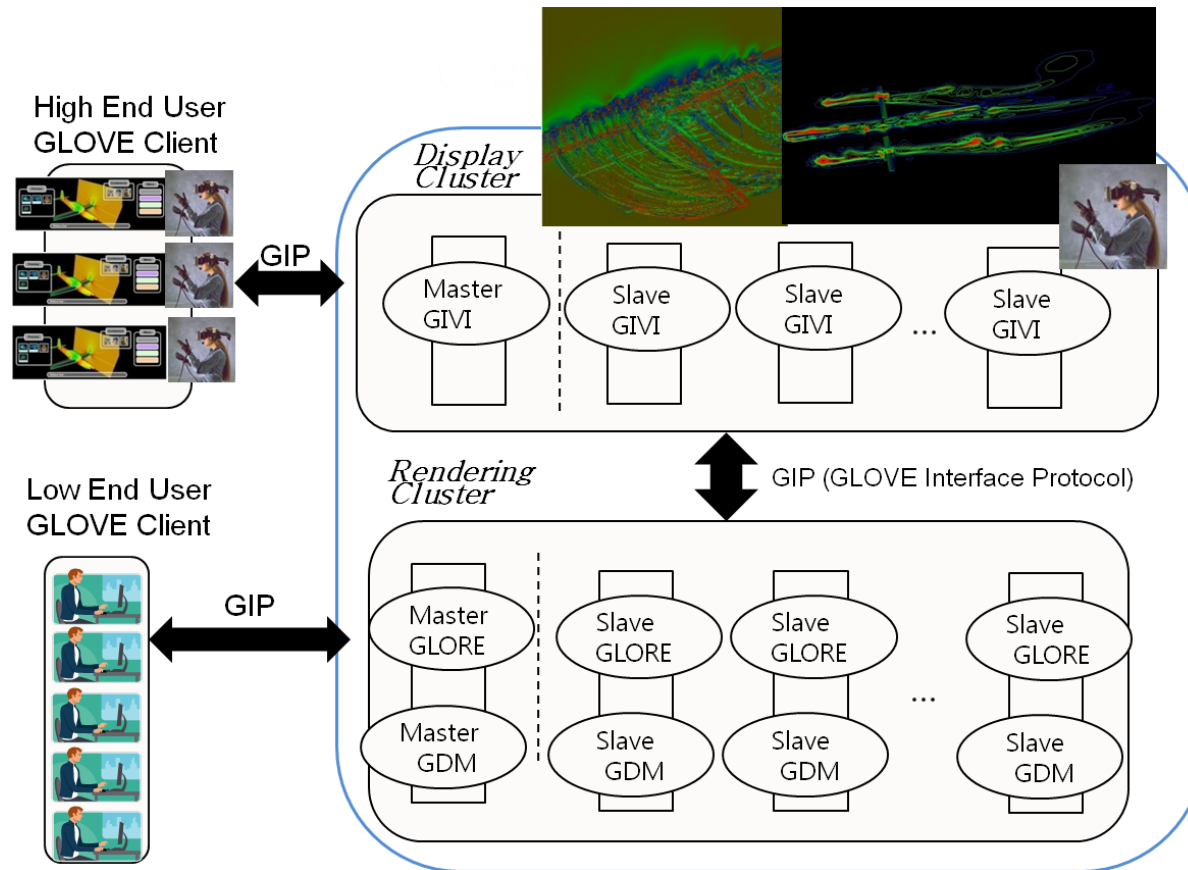 High End User
GLOVE Client
GIP
Display
Cluster
Master
GIVI
Slave
GIVI
Slave
GIVI
...
Slave
GIVI
GIP (GLOVE Interface Protocol)
Low End User
GLOVE Client
GIP
Rendering
Cluster
Master
GLORE
Slave
GLORE
Slave
GLORE
...
Slave
GLORE
Master
GDM
Slave
GDM
Slave
GDM
Slave
GDM